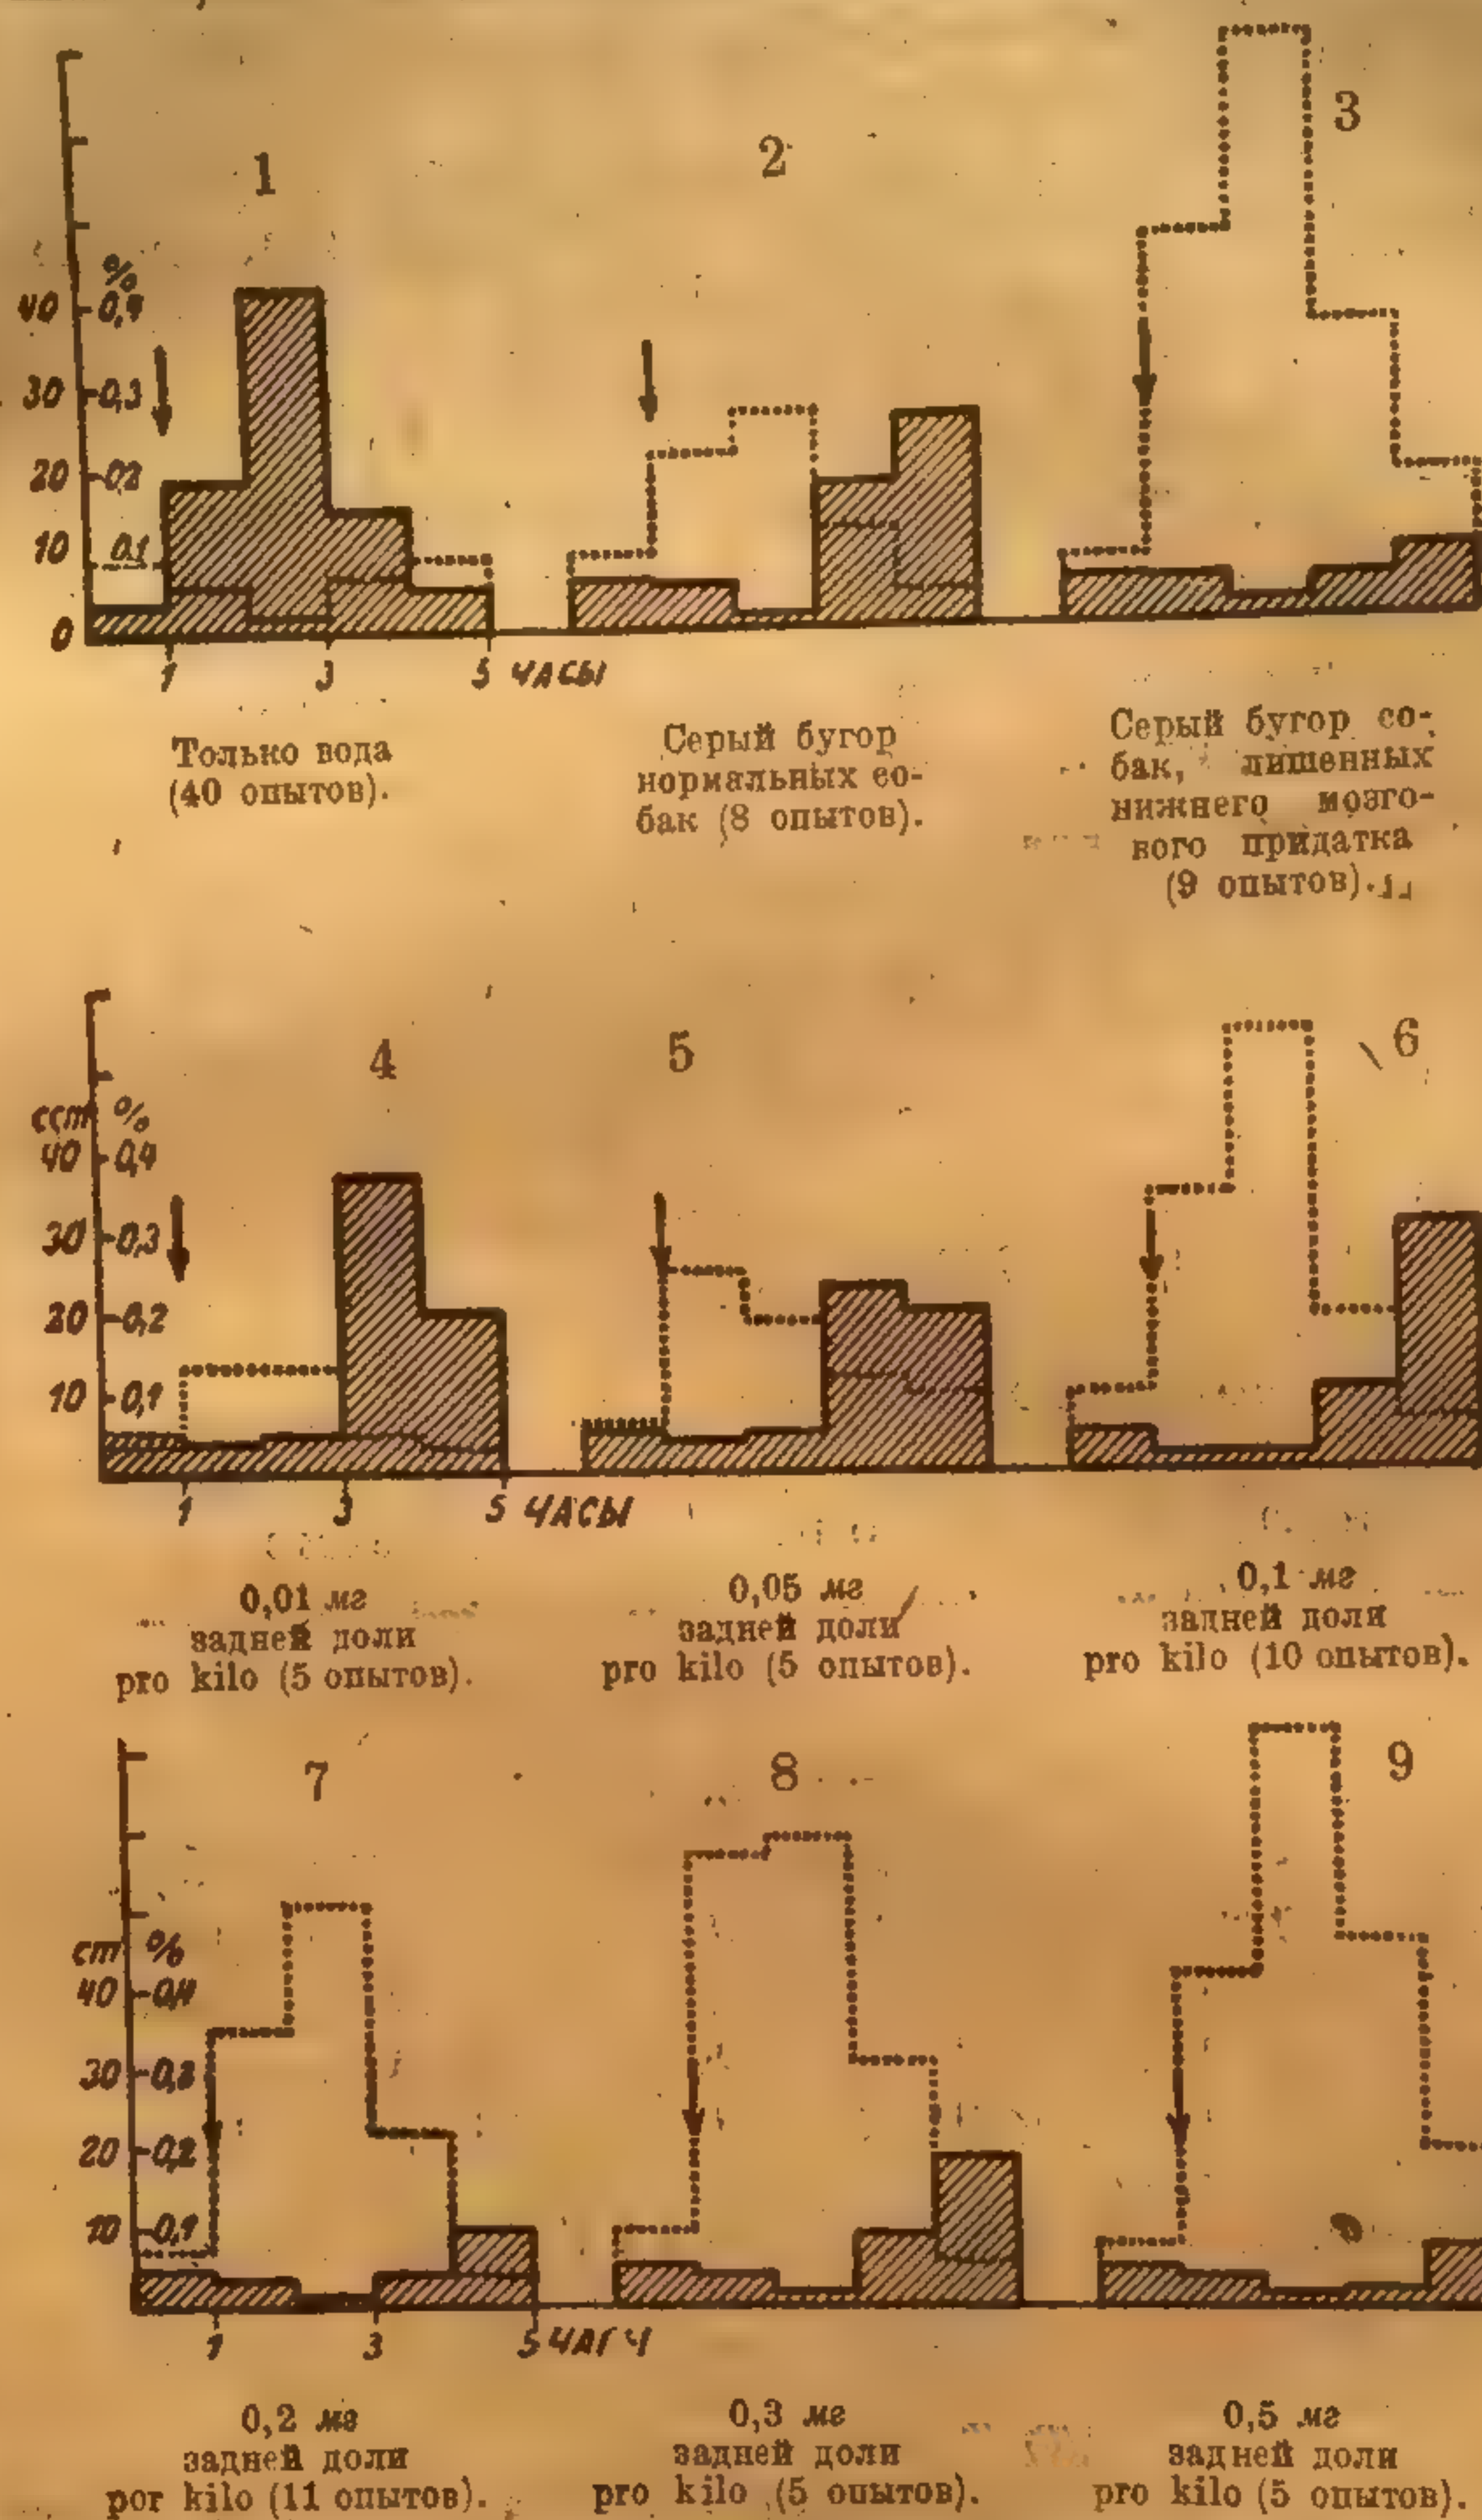 1
2
3
%
40 0,4
30 0,3
20 0,2
10 0,1
0
1 3 5 ЧАСЫ
Только вода
(40 опытов).
Серый бугор
нормальных со-
бак (8 опытов).
Серый бугор со-
бак, лишенных
нижнего мозго-
вого придатка
(9 опытов).
4
5
6
ccm %
40 0,4
30 0,3
20 0,2
10 0,1
1 3 5 ЧАСЫ
0,01 мг
задней доли
pro kilo (5 опытов).
0,05 мг
задней доли
pro kilo (5 опытов).
0,1 мг
задней доли
pro kilo (10 опытов).
7
8
9
cm %
40 0,4
30 0,3
20 0,2
10 0,1
1 3 5
0,2 мг
задней доли
por kilo (11 опытов).
0,3 мг
задней доли
pro kilo (5 опытов).
0,5 мг
задней доли
pro kilo (5 опытов).